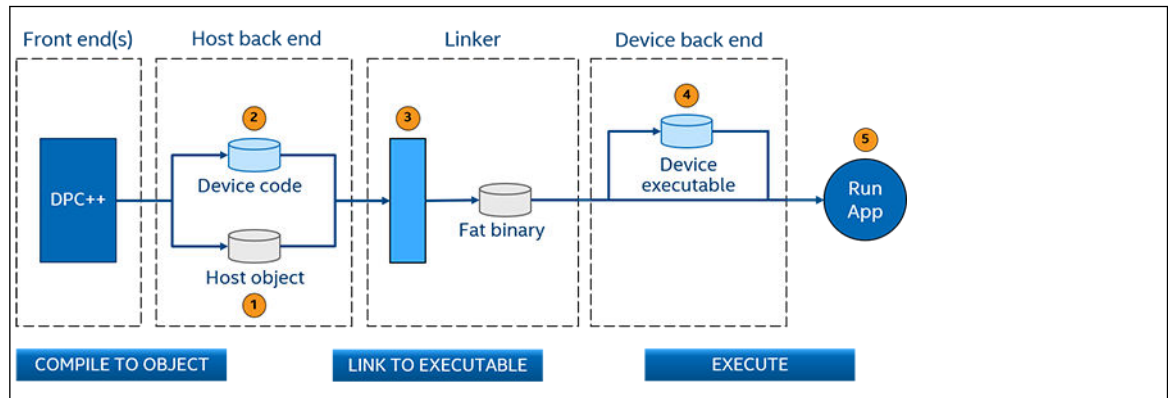 Front end(s)
Host back end
Linker
Device back end
2
3
4
5
DPC++
Device code
Device
executable
Run
App
Fat binary
Host object
1
COMPILE TO OBJECT
LINK TO EXECUTABLE
EXECUTE